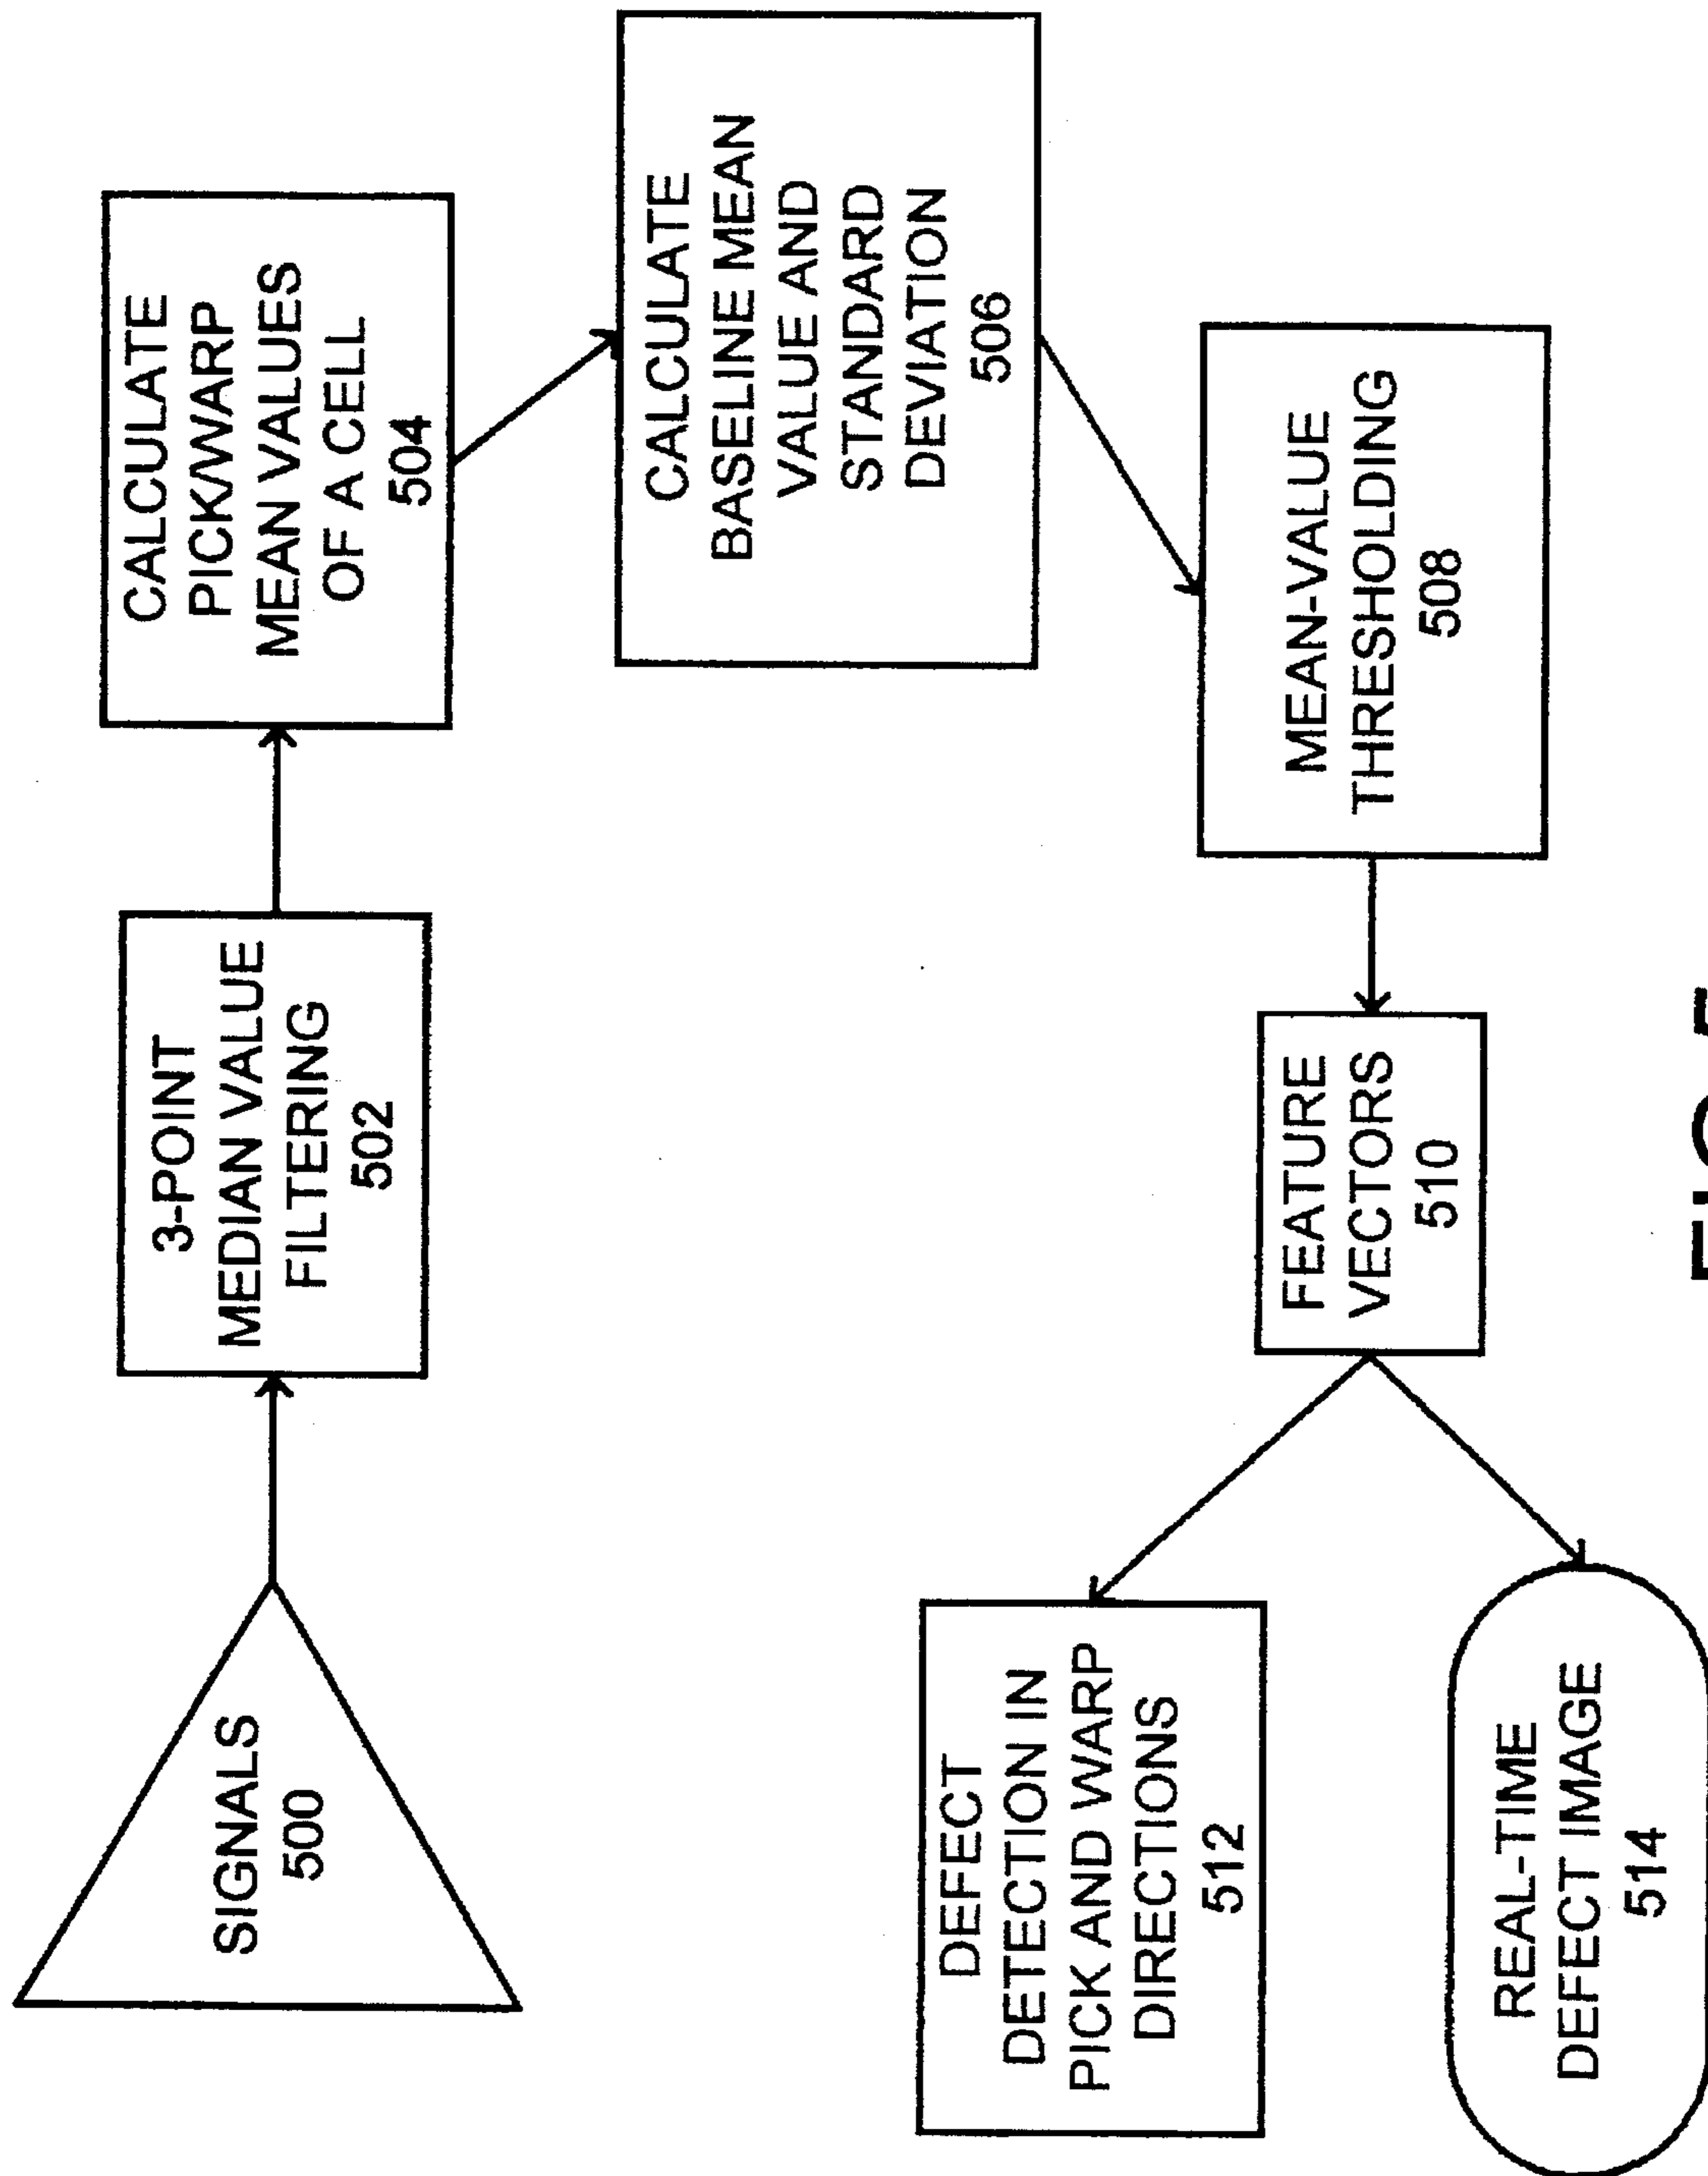 SIGNALS
500
3-POINT
MEDIAN VALUE
FILTERING
502
CALCULATE
PICK/WARP
MEAN VALUES
OF A CELL
504
CALCULATE
BASELINE MEAN
VALUE AND
STANDARD
DEVIATION
506
MEAN-VALUE
THRESHOLDING
508
FEATURE
VECTORS
510
DEFECT
DETECTION IN
PICK AND WARP
DIRECTIONS
512
REAL-TIME
DEFECT IMAGE
514